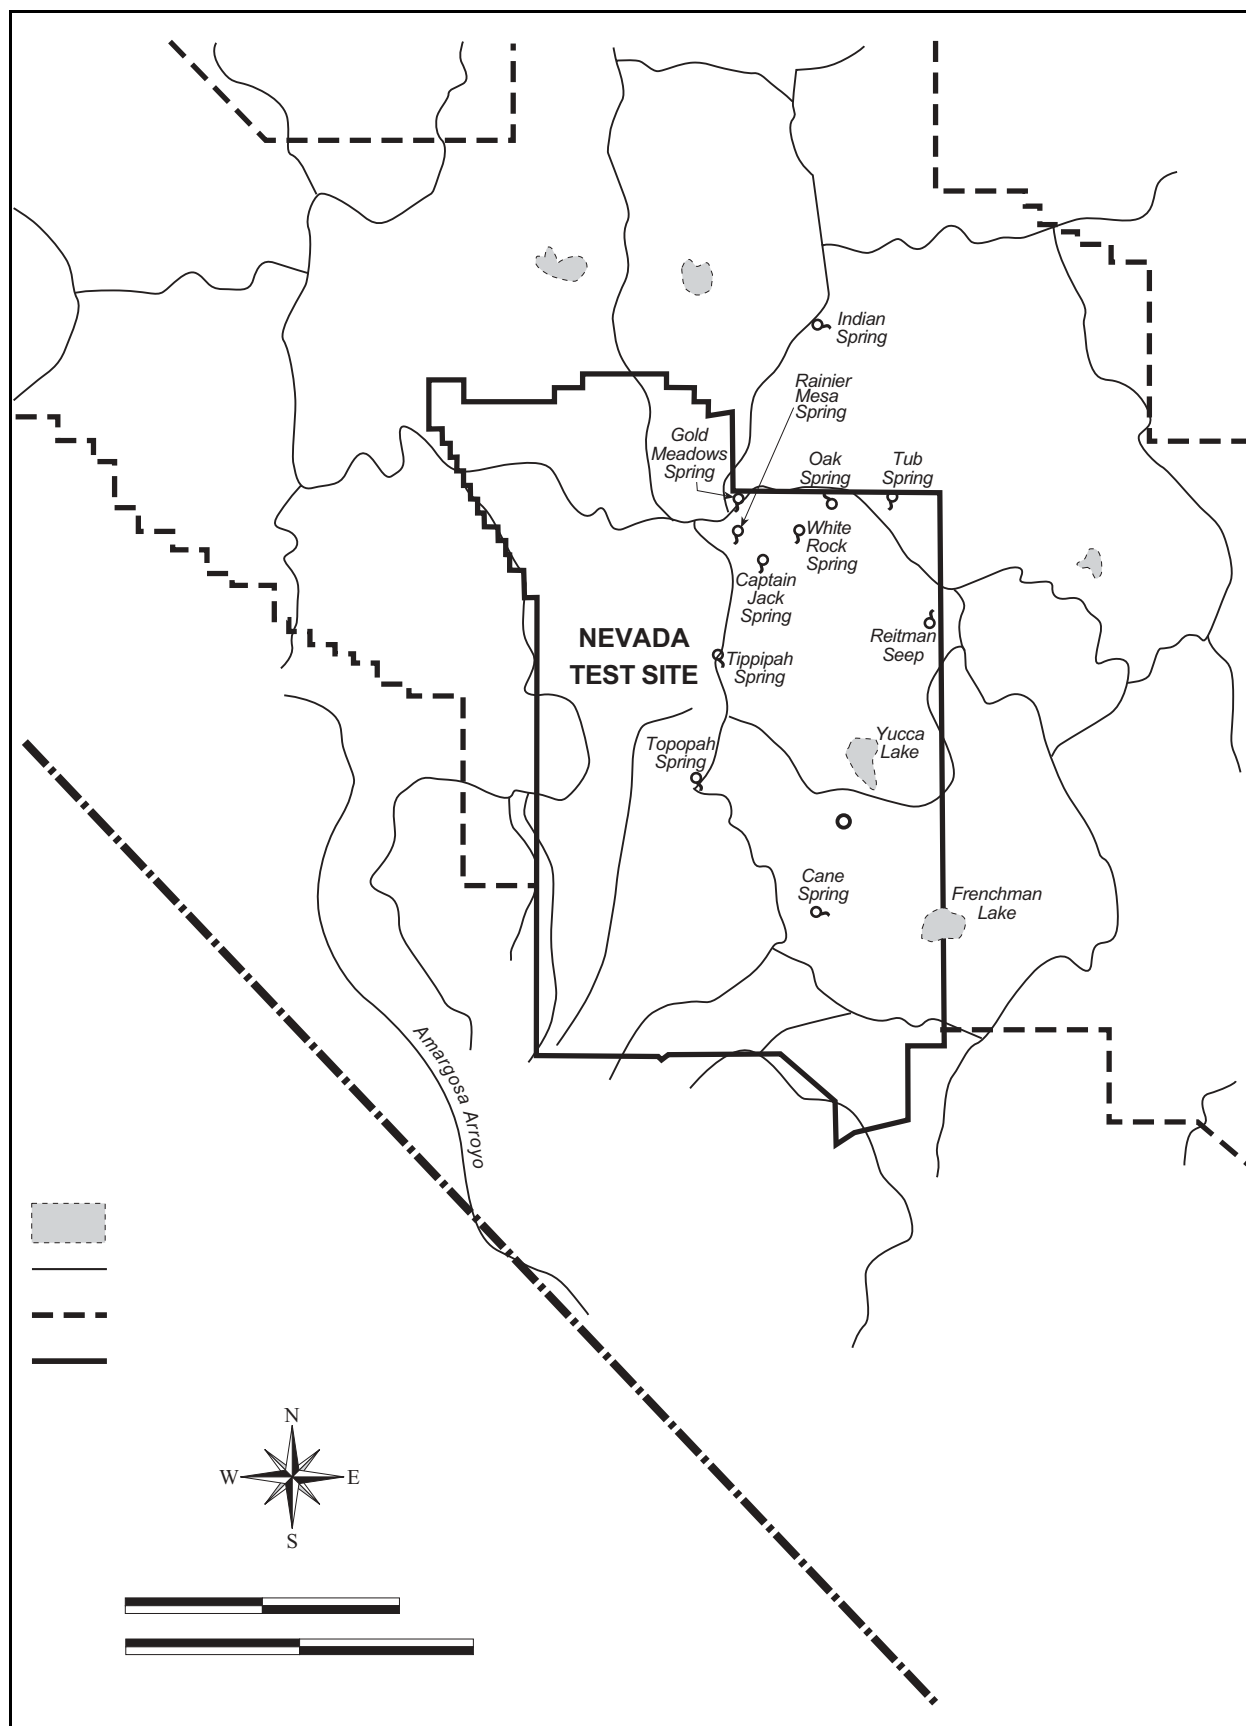 Indian
Spring
Rainier
Mesa
Spring
Gold
Meadows
Spring
Oak
Spring
Tub
Spring
White
Rock
Spring
Captain
Jack
Spring
Reitman
Seep
NEVADA
TEST SITE
Tippipah
Spring
Topopah
Spring
Yucca
Lake
Cane
Spring
Frenchman
Lake
Amargosa Arroyo
N
W
E
S